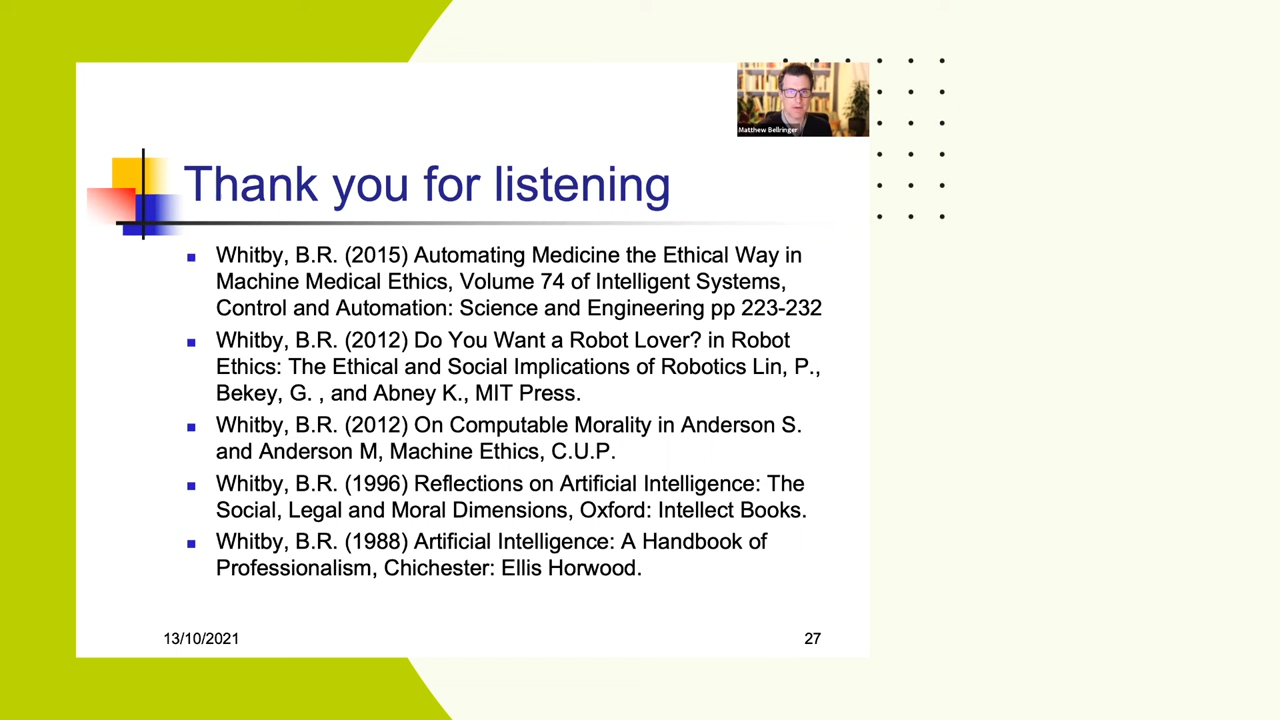 Matthew Bellringer
Thank you for listening
Whitby, B.R. (2015) Automating Medicine the Ethical Way in
Machine Medical Ethics, Volume 74 of Intelligent Systems,
Control and Automation: Science and Engineering pp 223-232
Whitby, B.R. (2012) Do You Want a Robot Lover? in Robot
Ethics: The Ethical and Social Implications of Robotics Lin, P.,
Bekey, G. , and Abney K., MIT Press.
Whitby, B.R. (2012) On Computable Morality in Anderson S.
and Anderson M, Machine Ethics, C.U.P.
Whitby, B.R. (1996) Reflections on Artificial Intelligence: The
Social, Legal and Moral Dimensions, Oxford: Intellect Books.
Whitby, B.R. (1988) Artificial Intelligence: A Handbook of
Professionalism, Chichester: Ellis Horwood.
13/10/2021
27